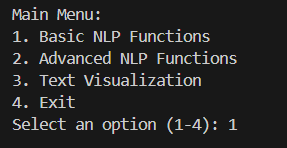 Main Menu:
1. Basic NLP Functions
2. Advanced NLP Functions
3. Text Visualization
4. Exit
Select an option (1-4): 1